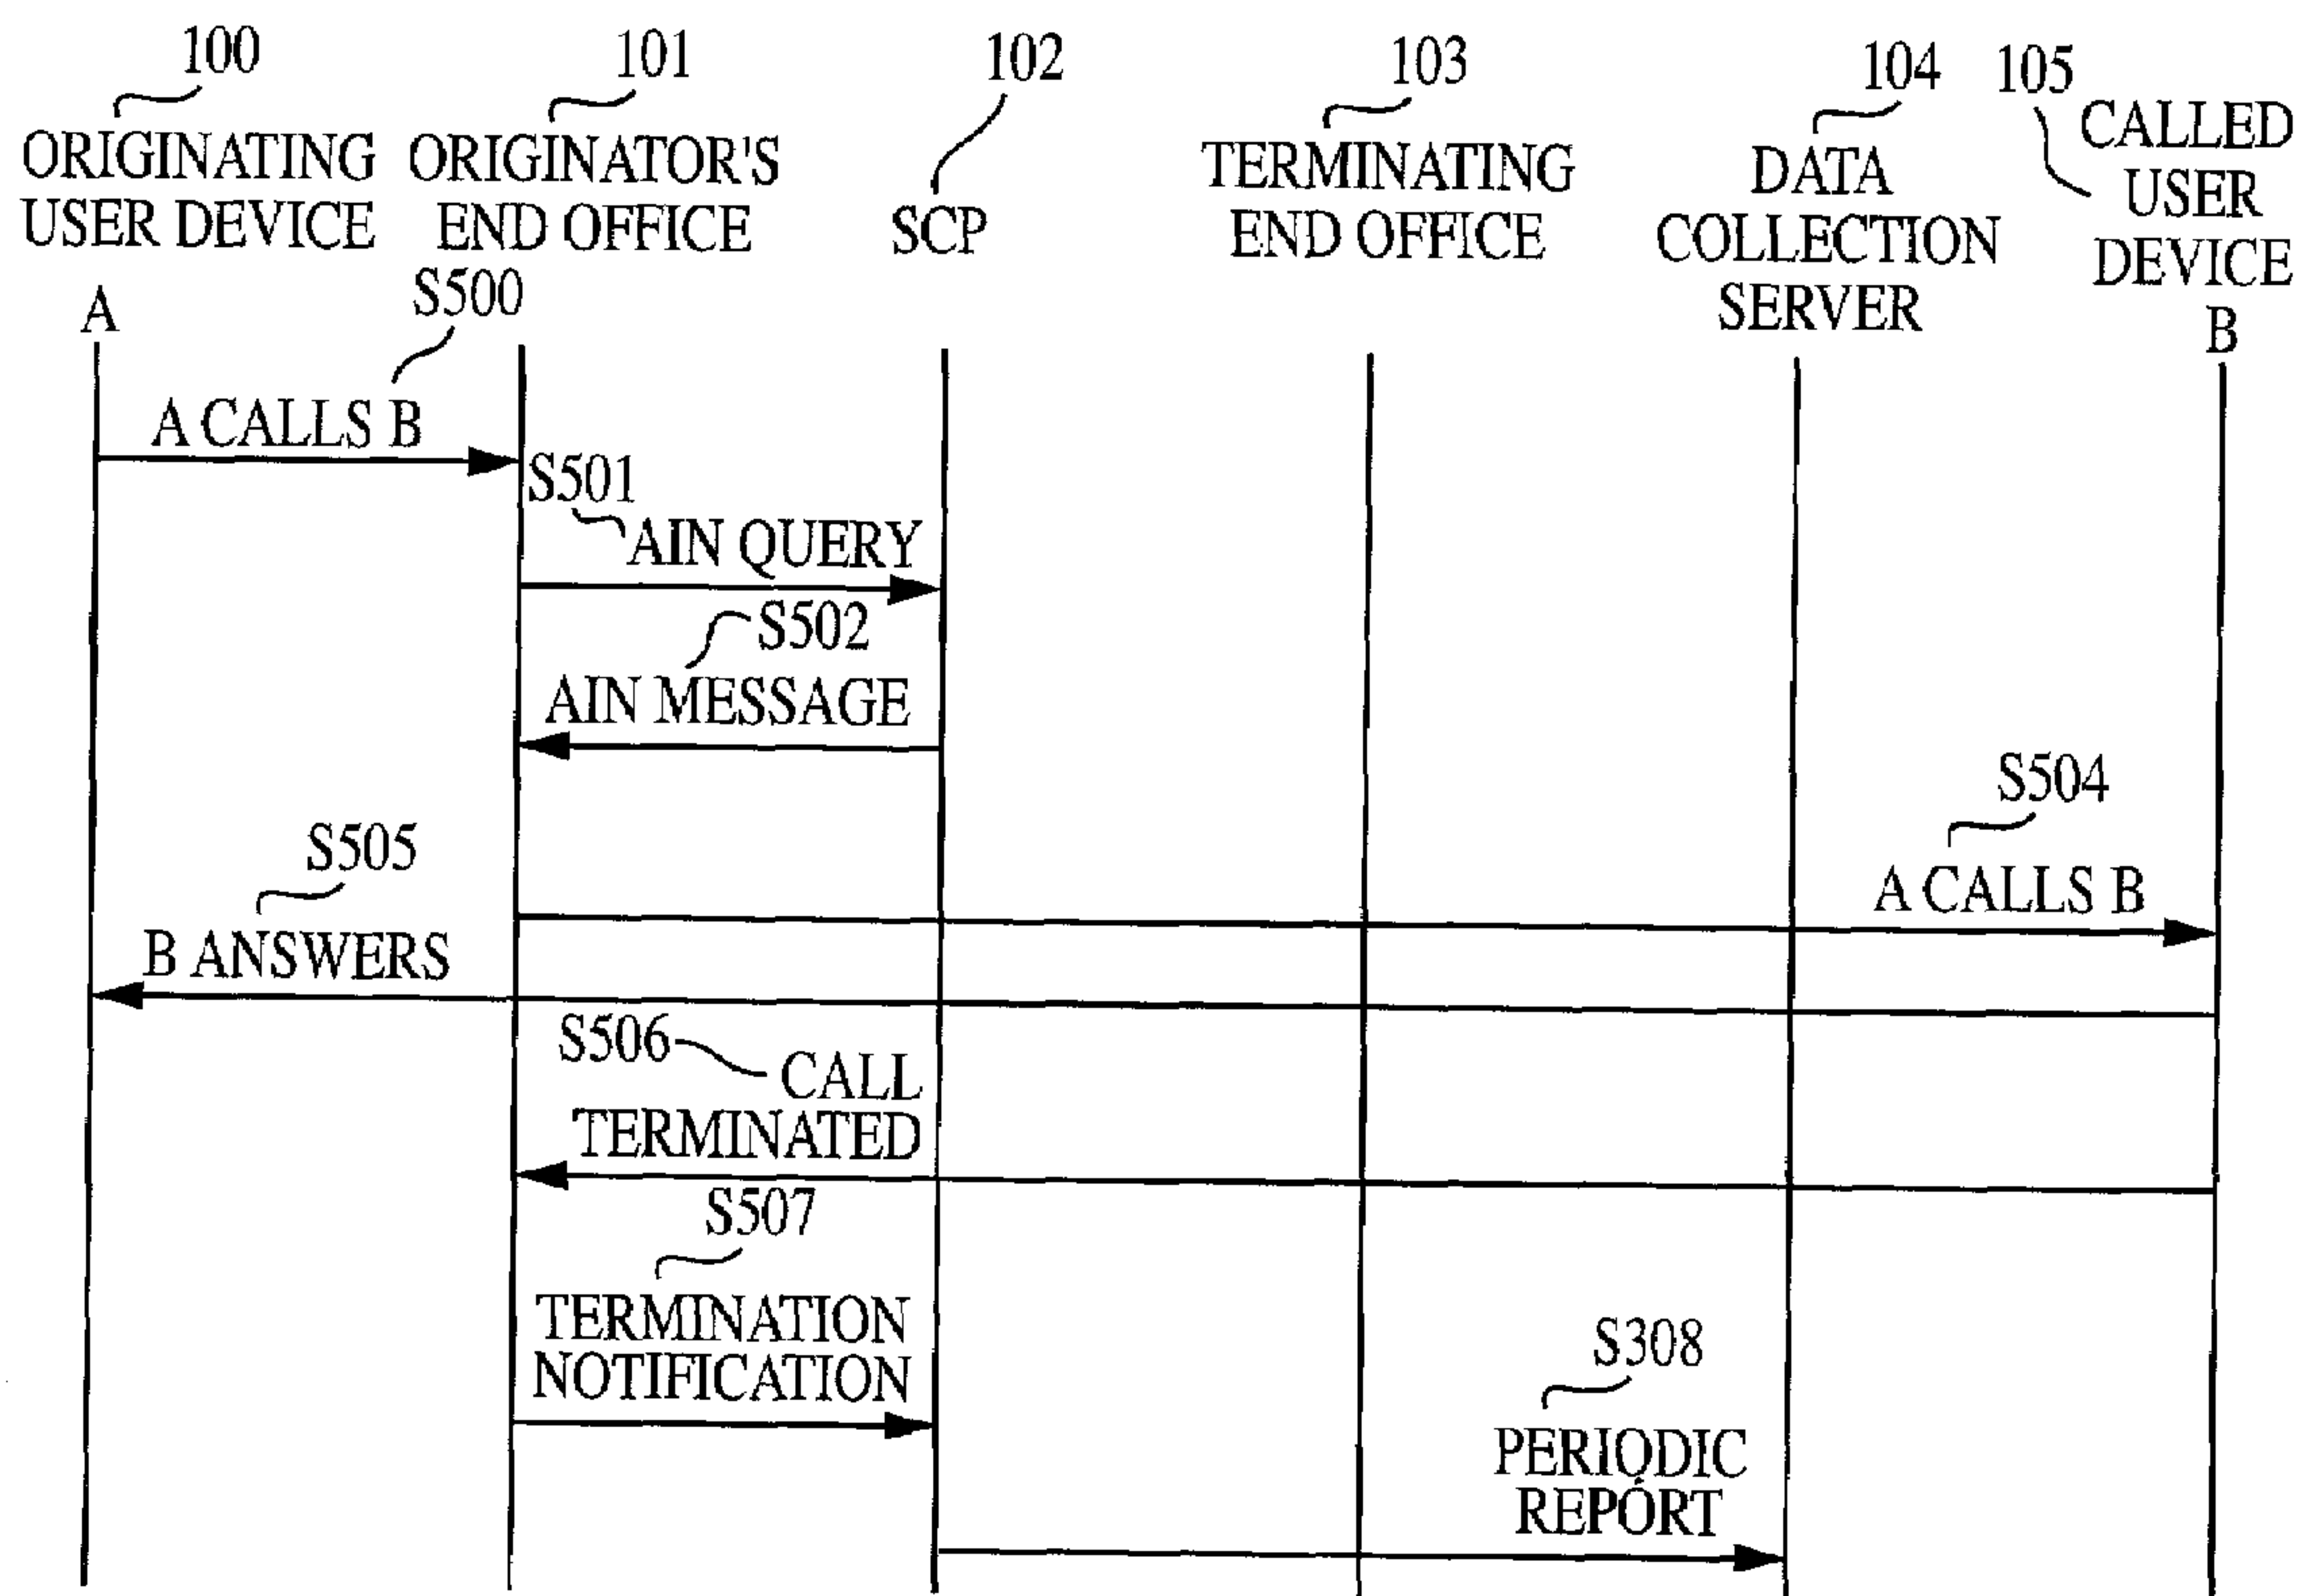 100
101
102
103
104
105
ORIGINATING
USER DEVICE
A
ORIGINATOR'S
END OFFICE
SCP
TERMINATING
END OFFICE
DATA
COLLECTION
SERVER
CALLED
USER
DEVICE
B
S500
A CALLS B
S501
AIN QUERY
S502
AIN MESSAGE
S504
A CALLS B
S505
B ANSWERS
S506
CALL
TERMINATED
S507
TERMINATION
NOTIFICATION
S308
PERIODIC
REPORT